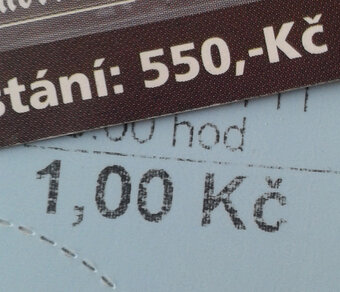 stání: 550,-Kč
hod
1,00 Kč